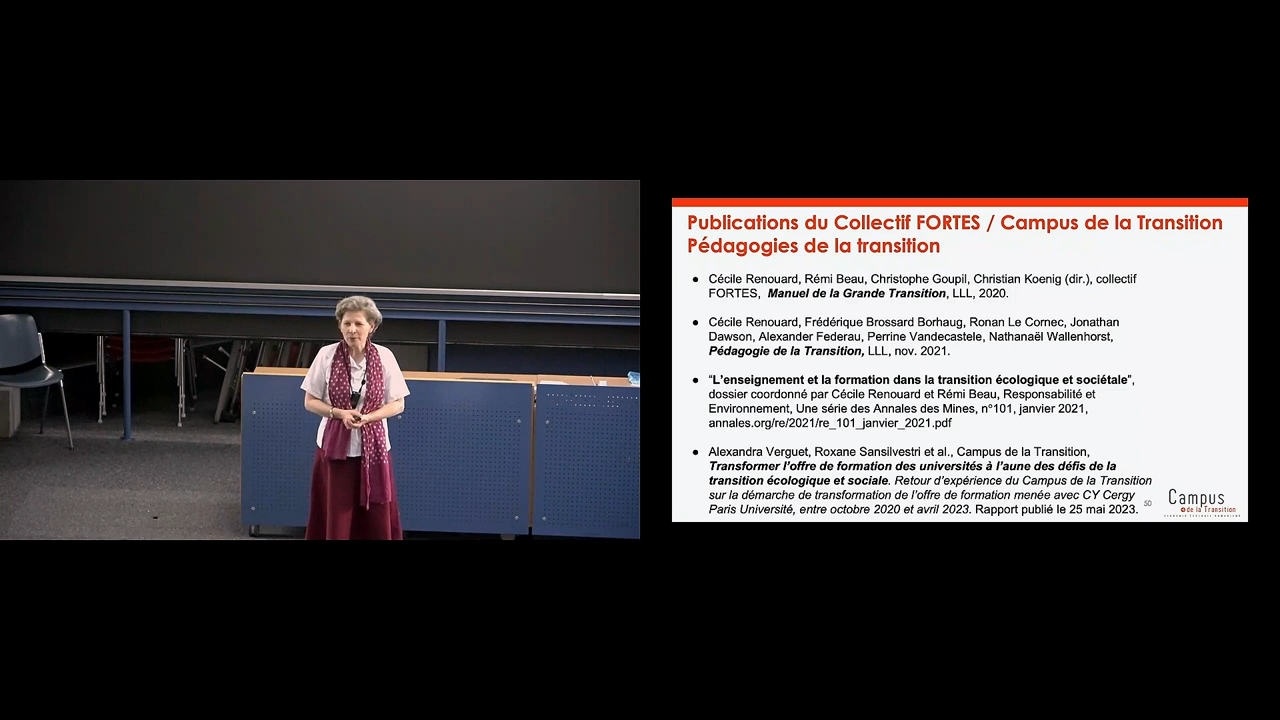 Publications du Collectif FORTES / Campus de la Transition
Pédagogies de la transition
● Cécile Renouard, Rémi Beau, Christophe Goupil, Christian Koenig (dir.), collectif
FORTES, Manuel de la Grande Transition, LLL, 2020.
● Cécile Renouard, Frédérique Brossard Borhaug, Ronan Le Cornec, Jonathan
Dawson, Alexander Federau, Perrine Vandecastele, Nathanaël Wallenhorst,
Pédagogie de la Transition, LLL, nov. 2021.
● “L’enseignement et la formation dans la transition écologique et sociétale”,
dossier coordonné par Cécile Renouard et Rémi Beau, Responsabilité et
Environnement, Une série des Annales des Mines, n°101, janvier 2021,
annales.org/re/2021/re_101_janvier_2021.pdf
● Alexandra Verguet, Roxane Sansilvestri et al., Campus de la Transition,
Transformer l’offre de formation des universités à l’aune des défis de la
transition écologique et sociale. Retour d’expérience du Campus de la Transition
sur la démarche de transformation de l’offre de formation menée avec CY Cergy
Paris Université, entre octobre 2020 et avril 2023. Rapport publié le 25 mai 2023.
50
Campus
de la Transition